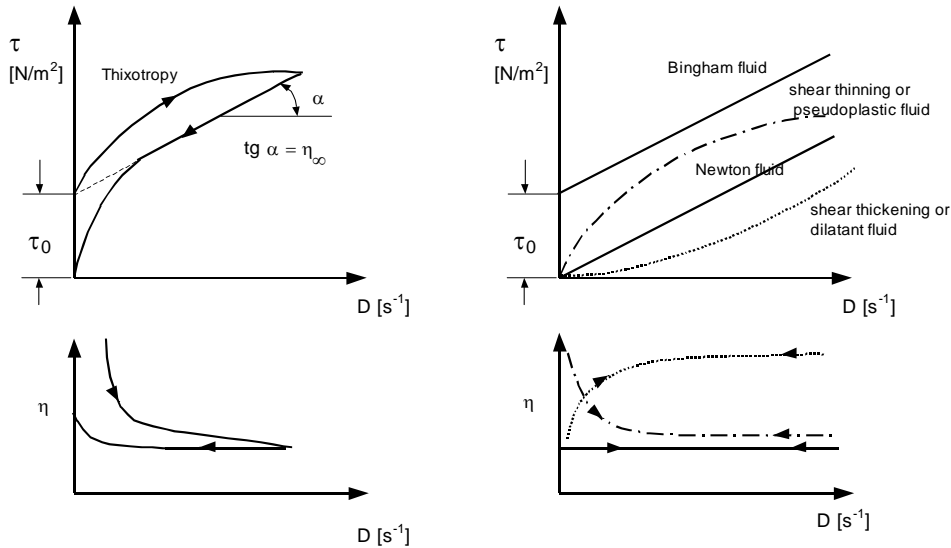 τ
[N/m²]
Thixotropy
α
tg α = η∞
τ₀
D [s⁻¹]
τ
[N/m²]
Bingham fluid
shear thinning or
pseudoplastic fluid
Newton fluid
shear thickening or
dilatant fluid
τ₀
D [s⁻¹]
η
D [s⁻¹]
η
D [s⁻¹]